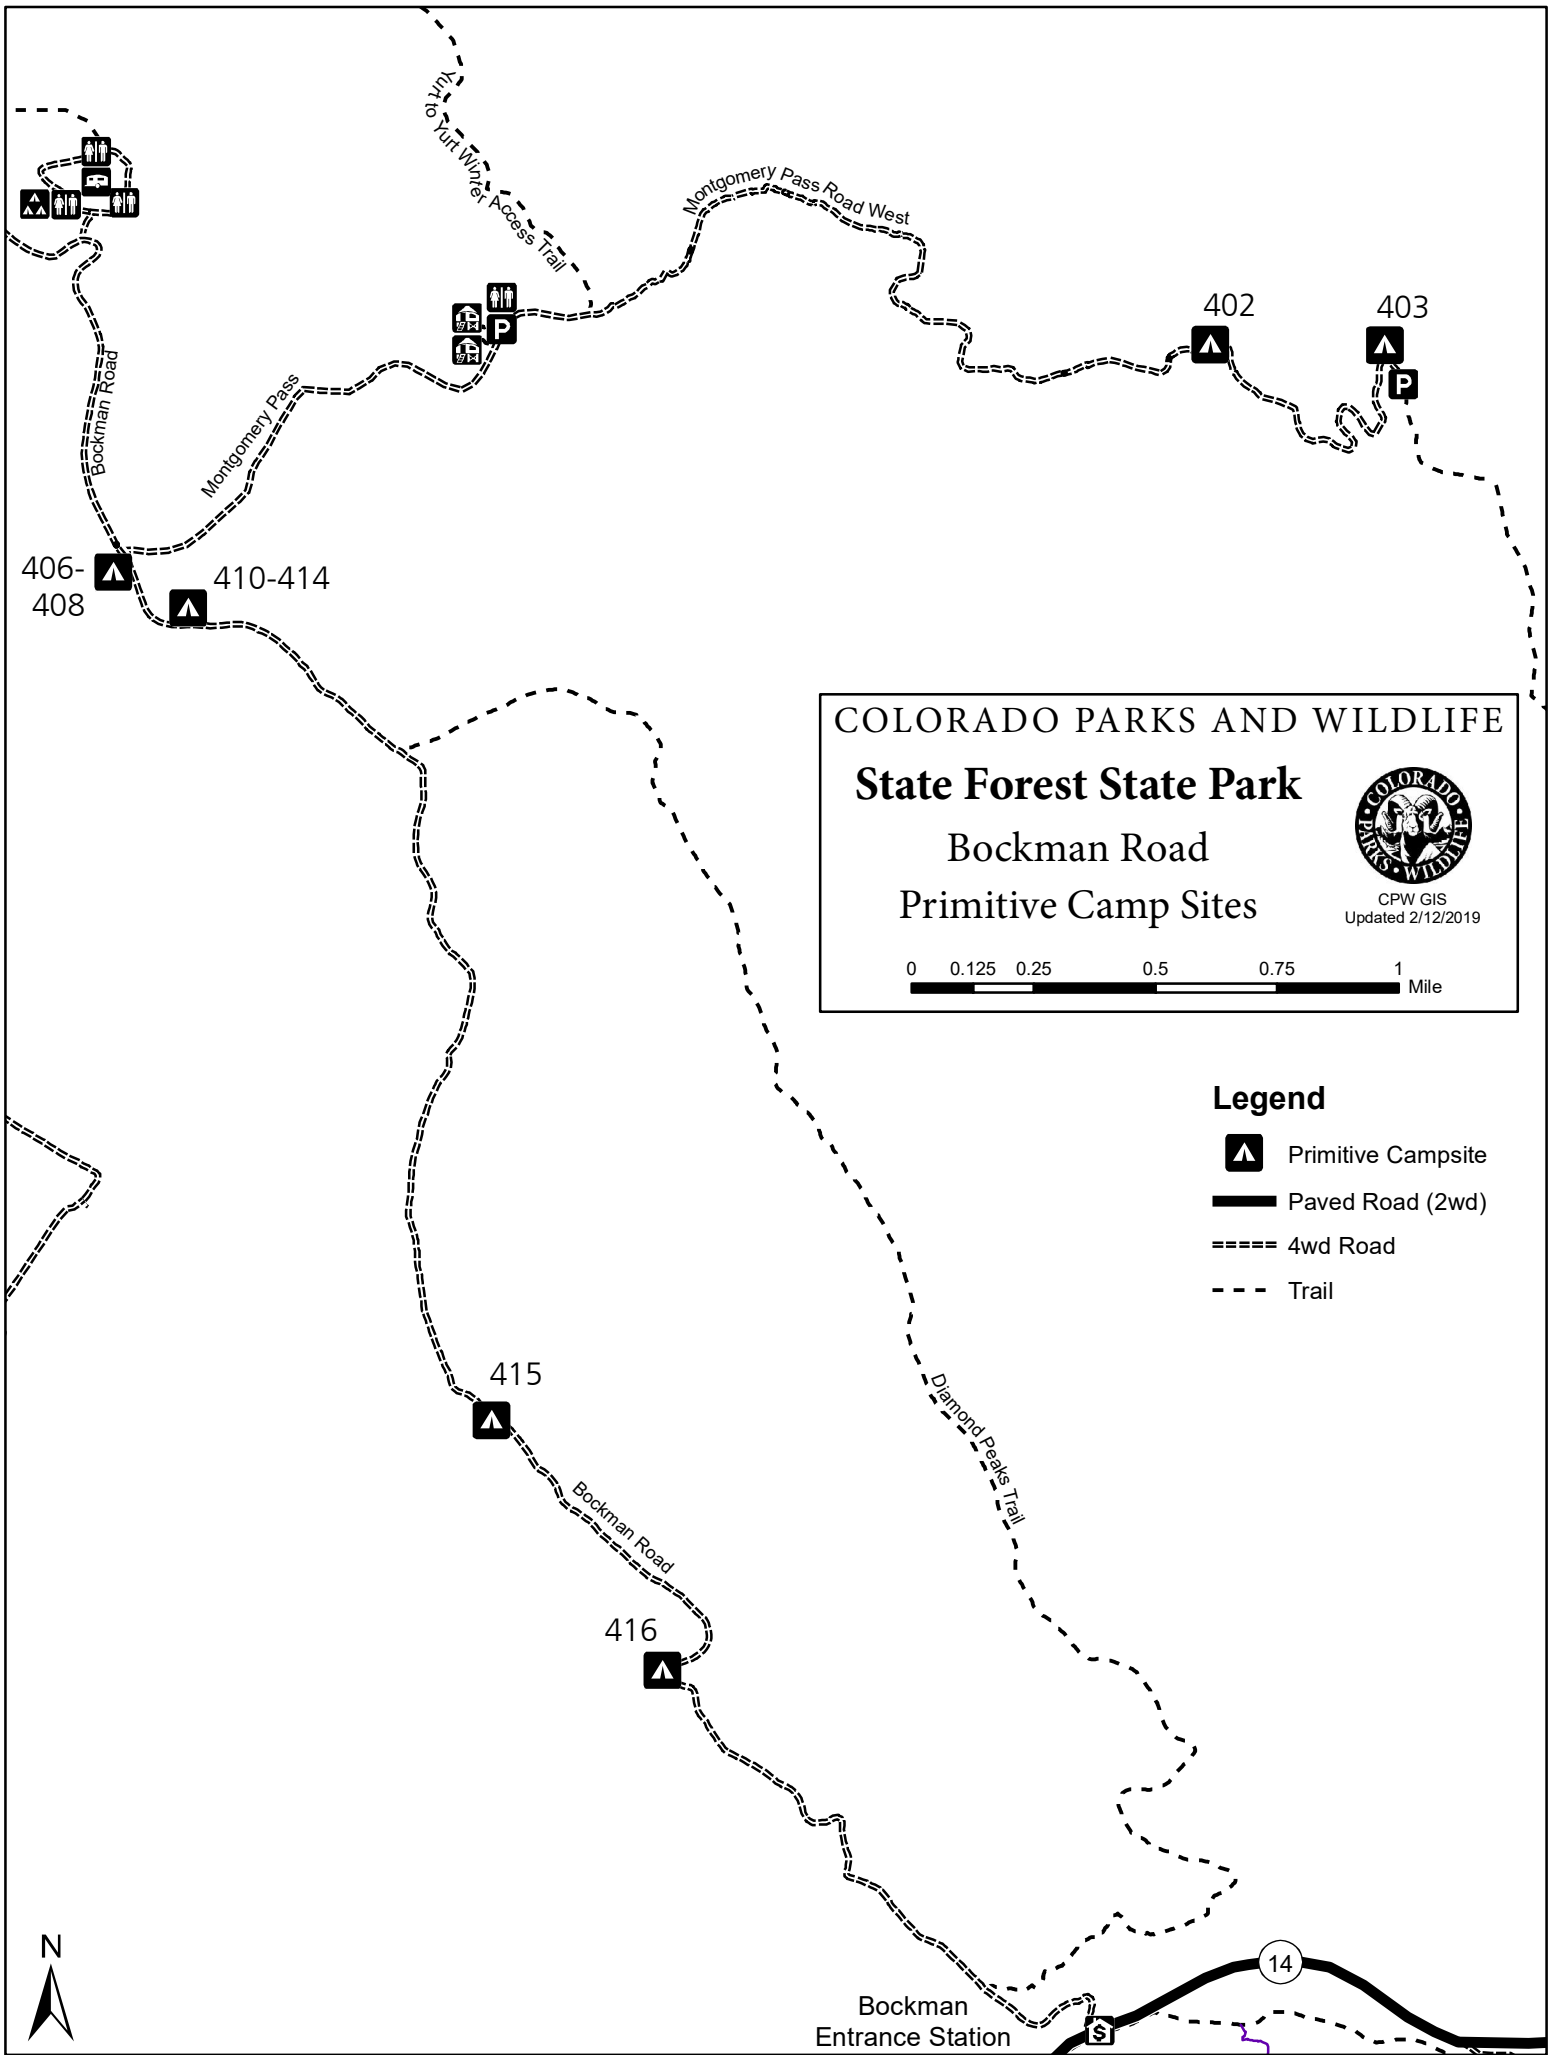 Yurt to Yurt Winter Access Trail
Montgomery Pass Road West
402
403
P
P
Bockman Road
Montgomery Pass
406-
408
410-414
COLORADO PARKS AND WILDLIFE
State Forest State Park
Bockman Road
Primitive Camp Sites
COLORADO
PARKS • WILDLIFE
CPW GIS
Updated 2/12/2019
0 0.125 0.25 0.5 0.75 1
Mile
Legend
Primitive Campsite
Paved Road (2wd)
4wd Road
Trail
415
Diamond Peaks Trail
Bockman Road
416
N
14
Bockman
Entrance Station
$